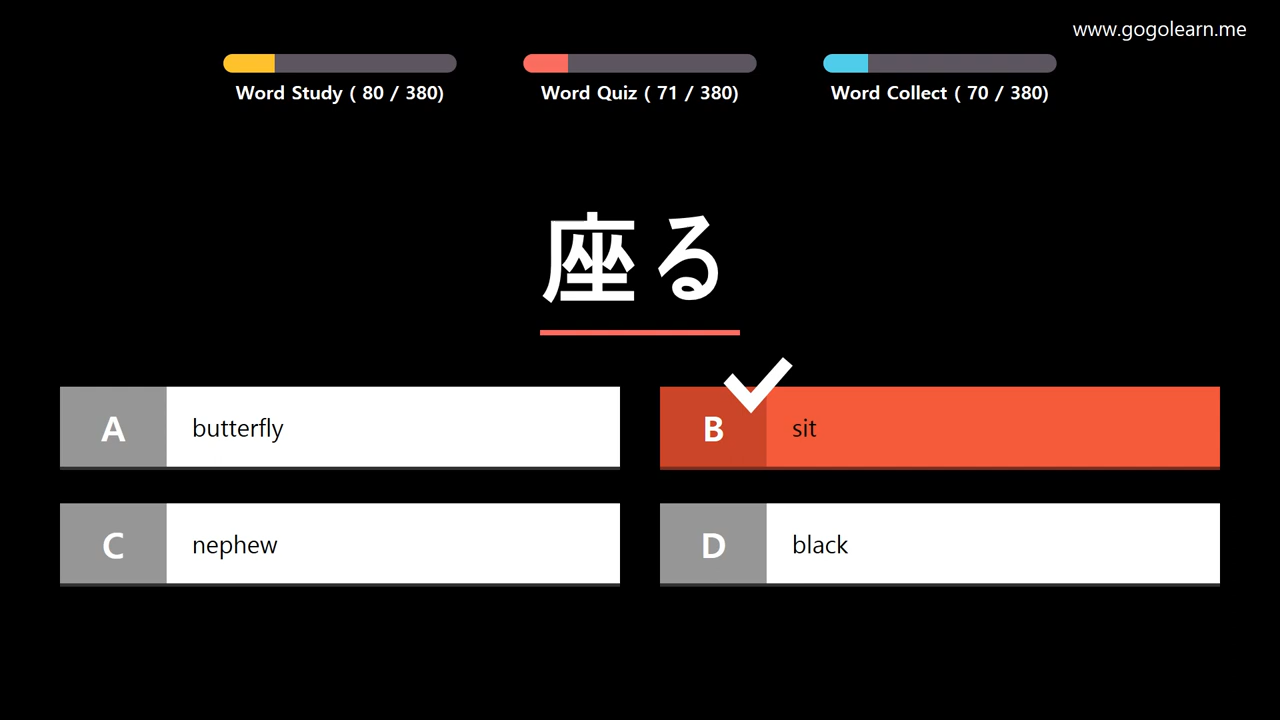 www.gogolearn.me
Word Study ( 80 / 380)
Word Quiz ( 71 / 380)
Word Collect ( 70 / 380)
座る
A butterfly
B sit
C nephew
D black